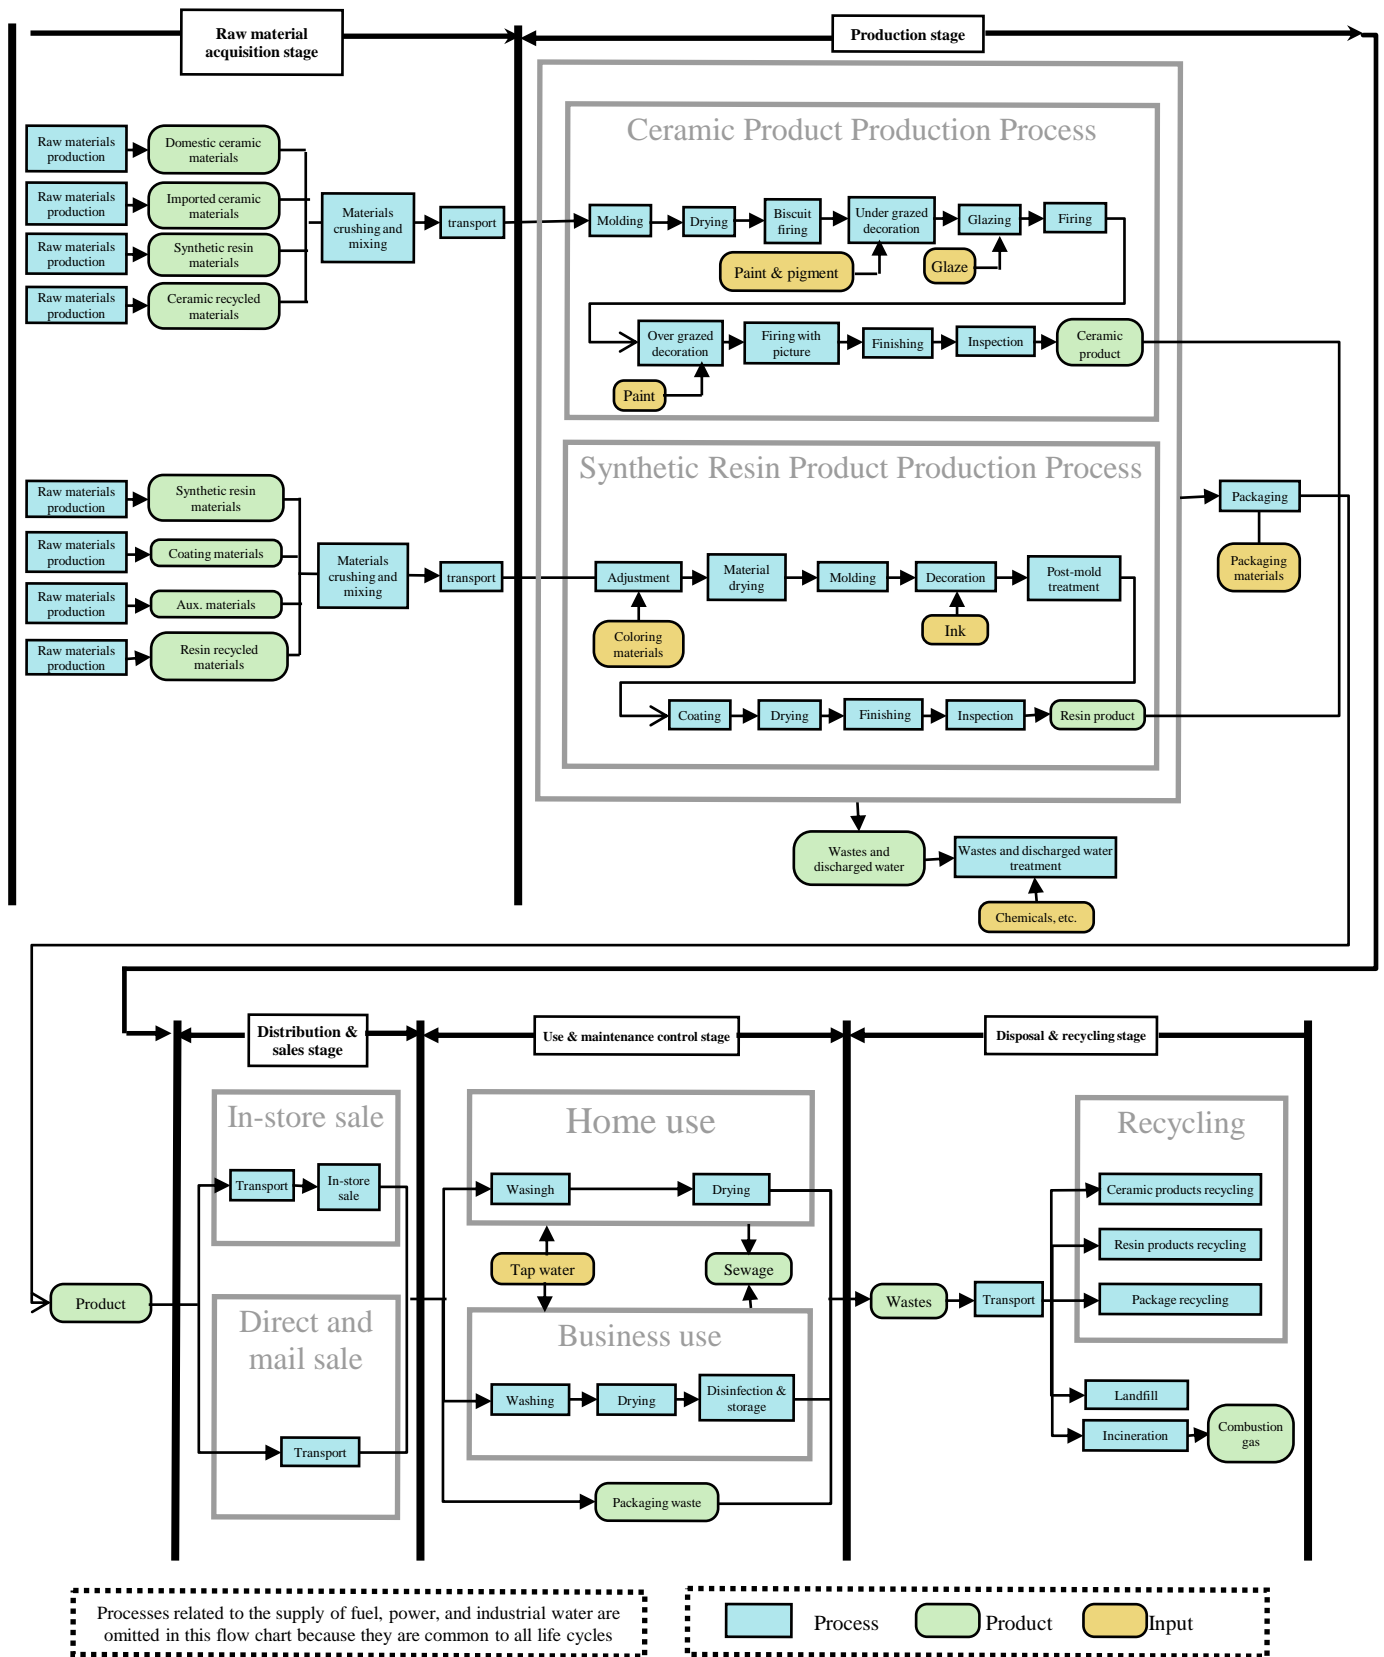 Raw material
acquisition stage
Production stage
Ceramic Product Production Process
Raw materials
production
Domestic ceramic
materials
Raw materials
production
Imported ceramic
materials
Raw materials
production
Synthetic resin
materials
Raw materials
production
Ceramic recycled
materials
Materials
crushing and
mixing
transport
Molding
Drying
Biscuit
firing
Under grazed
decoration
Glazing
Firing
Paint & pigment
Glaze
Over grazed
decoration
Firing with
picture
Finishing
Inspection
Ceramic
product
Paint
Synthetic Resin Product Production Process
Raw materials
production
Synthetic resin
materials
Raw materials
production
Coating materials
Raw materials
production
Aux. materials
Raw materials
production
Resin recycled
materials
Materials
crushing and
mixing
transport
Adjustment
Material
drying
Molding
Decoration
Post-mold
treatment
Coloring
materials
Ink
Coating
Drying
Finishing
Inspection
Resin product
Packaging
Packaging
materials
Wastes and
discharged water
Wastes and discharged water
treatment
Chemicals, etc.
Distribution &
sales stage
Use & maintenance control stage
Disposal & recycling stage
In-store sale
Transport
In-store
sale
Product
Direct and
mail sale
Transport
Home use
Wasingh
Drying
Tap water
Sewage
Business use
Washing
Drying
Disinfection &
storage
Packaging waste
Wastes
Transport
Recycling
Ceramic products recycling
Resin products recycling
Package recycling
Landfill
Incineration
Combustion
gas
Processes related to the supply of fuel, power, and industrial water are
omitted in this flow chart because they are common to all life cycles
Process
Product
Input